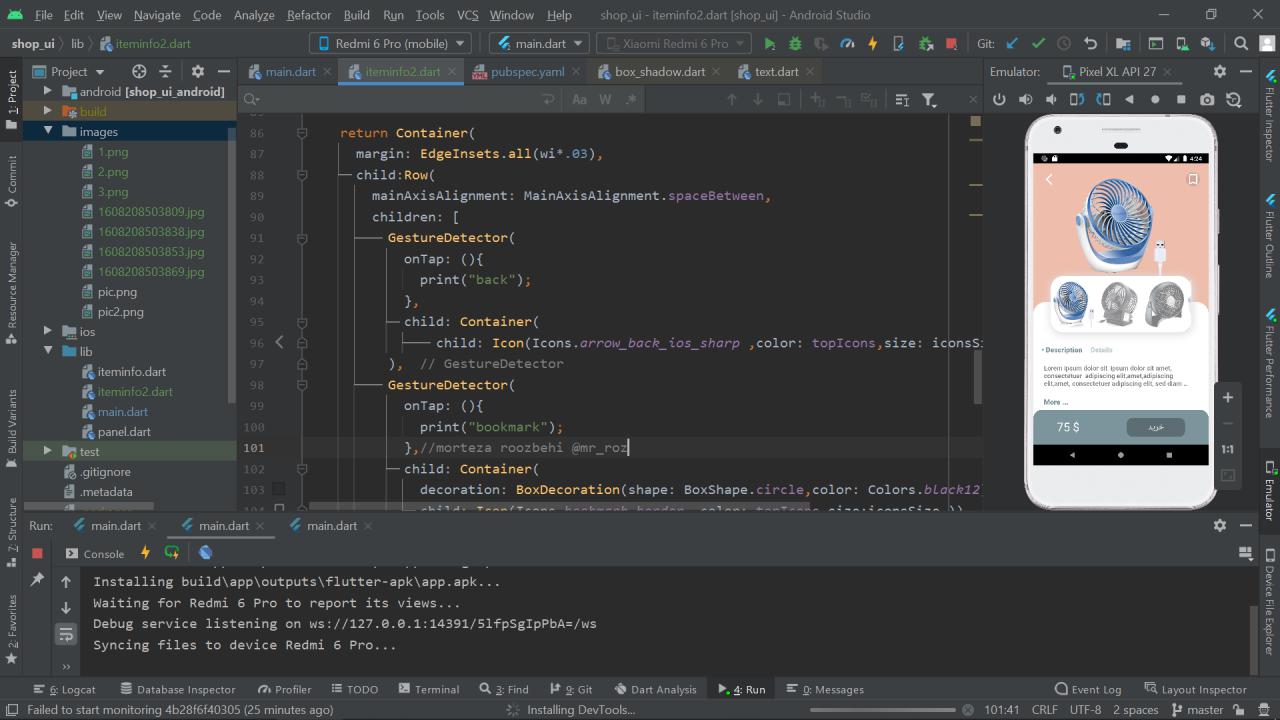 File Edit View Navigate Code Analyze Refactor Build Run Tools VCS Window Help shop_ui - iteminfo2.dart [shop_ui] - Android Studio
shop_ui lib iteminfo2.dart Redmi 6 Pro (mobile) main.dart Xiaomi Redmi 6 Pro Git:
Project main.dart iteminfo2.dart pubspec.yaml box_shadow.dart text.dart Emulator: Pixel XL API 27
Aa W .*
1: Project
Commit
Resource Manager
Build Variants
7: Structure
2: Favorites
android [shop_ui_android]
build
images
1.png
2.png
3.png
1608208503809.jpg
1608208503838.jpg
1608208503853.jpg
1608208503869.jpg
pic.png
pic2.png
ios
lib
iteminfo.dart
iteminfo2.dart
main.dart
panel.dart
test
.gitignore
.metadata
86 return Container(
87 margin: EdgeInsets.all(wi*.03),
88 child:Row(
89 mainAxisAlignment: MainAxisAlignment.spaceBetween,
90 children: [
91 GestureDetector(
92 onTap: (){
93 print("back");
94 },
95 child: Container(
96 child: Icon(Icons.arrow_back_ios_sharp ,color: topIcons,size: iconsSi
97 ), // GestureDetector
98 GestureDetector(
99 onTap: (){
100 print("bookmark");
101 },//morteza roozbehi @mr_roz
102 child: Container(
103 decoration: BoxDecoration(shape: BoxShape.circle,color: Colors.black12
child: Icon(Icons.bookmark_border, color: topIcons,size:iconsSize,))
4:24
• Description Details
Lorem ipsum dolor sit ipsum dolor sit amet,
consectetuer adipiscing elit,amet,adipiscing
elit,amet, consectetuer adipiscing elit, sed diam ..
More ...
75 $ خرید
1:1
Flutter Inspector
Flutter Outline
Flutter Performance
Emulator
Device File Explorer
Run: main.dart main.dart main.dart
Console
Installing build\app\outputs\flutter-apk\app.apk...
Waiting for Redmi 6 Pro to report its views...
Debug service listening on ws://127.0.0.1:14391/5lfpSgIpPbA=/ws
Syncing files to device Redmi 6 Pro...
6: Logcat Database Inspector Profiler TODO Terminal 3: Find 9: Git Dart Analysis 4: Run 0: Messages Event Log Layout Inspector
Failed to start monitoring 4b28f6f40305 (25 minutes ago) Installing DevTools... 101:41 CRLF UTF-8 2 spaces master